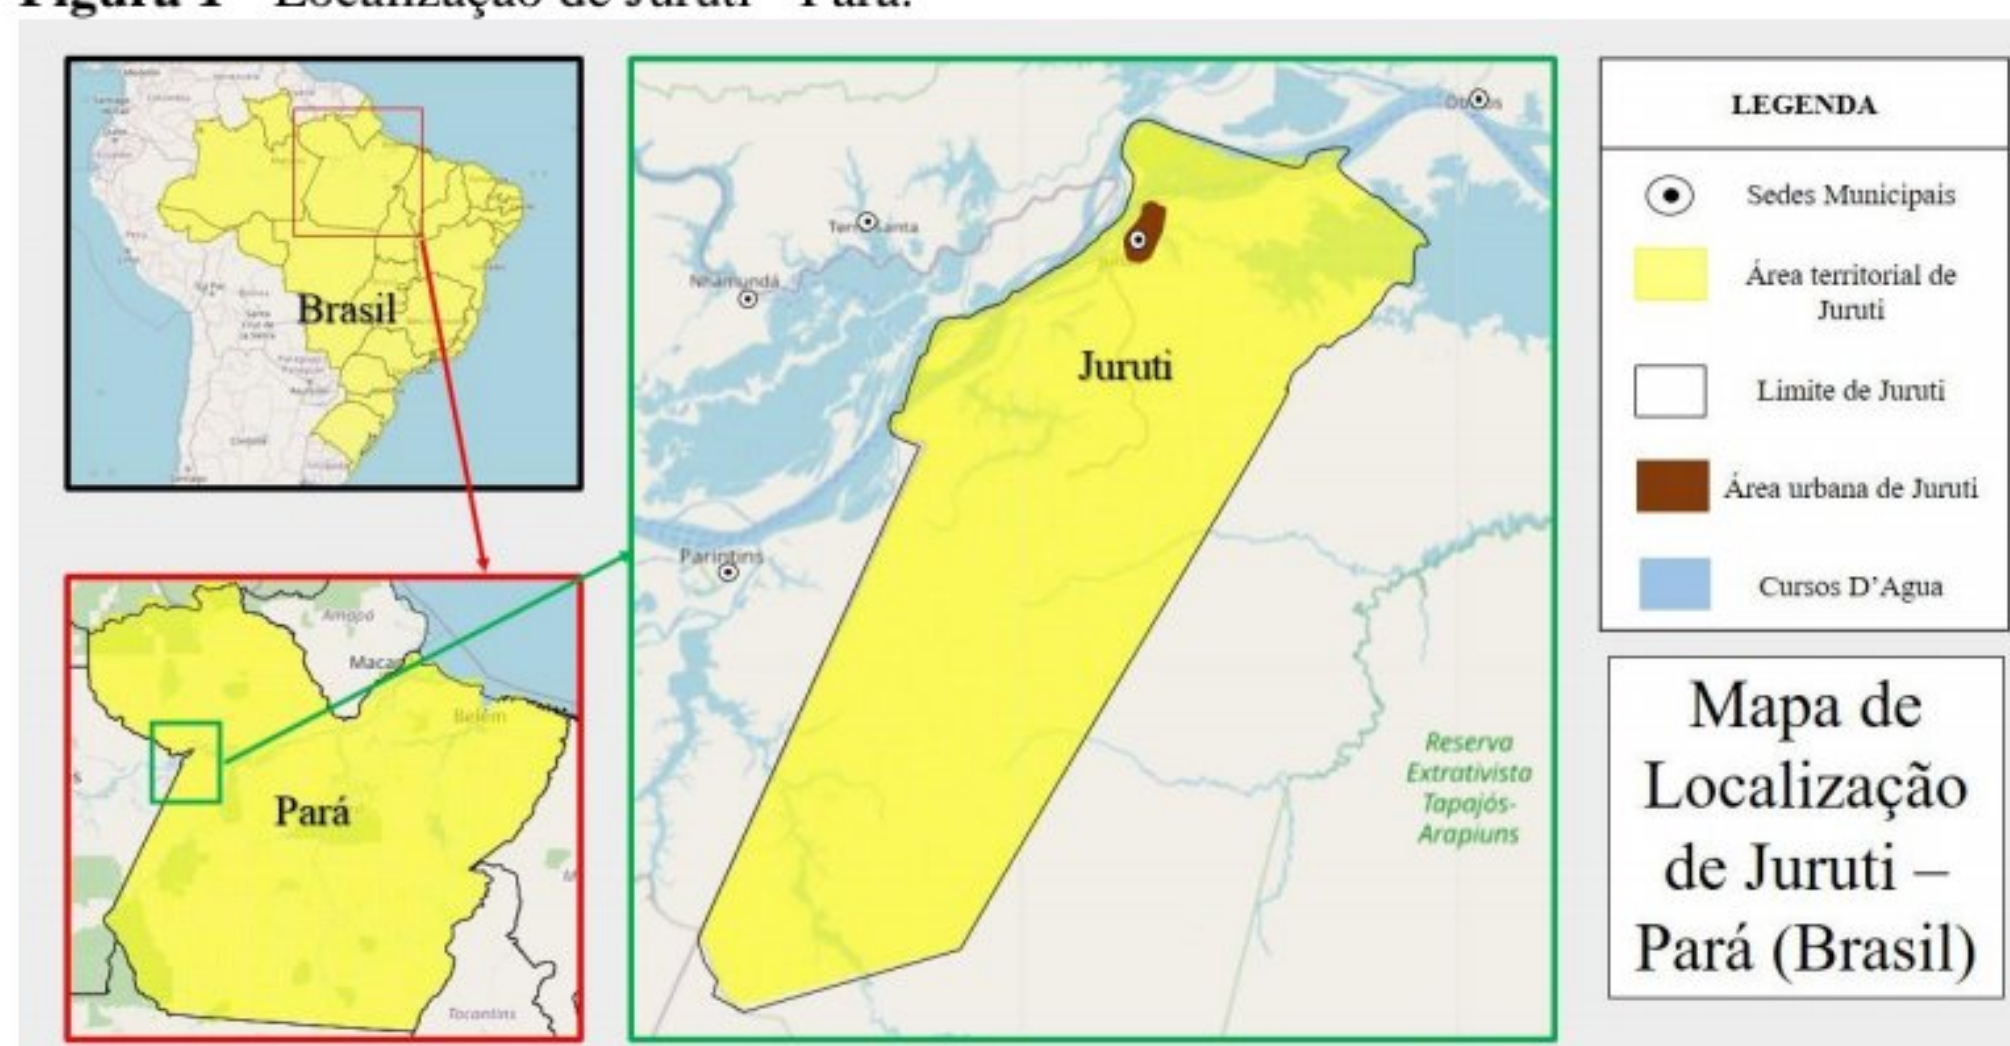 Figura 1 - Localização de Juruti - Pará.
Brasil
Amapá
Macap
Belém
Pará
Tocantins
Óbidos
Terra Santa
Nhamundá
Juruti
Parintins
Reserva
Extrativista
Tapajós-
Arapiuns
LEGENDA
Sedes Municipais
Área territorial de
Juruti
Limite de Juruti
Área urbana de Juruti
Cursos D’Agua
Mapa de
Localização
de Juruti –
Pará (Brasil)